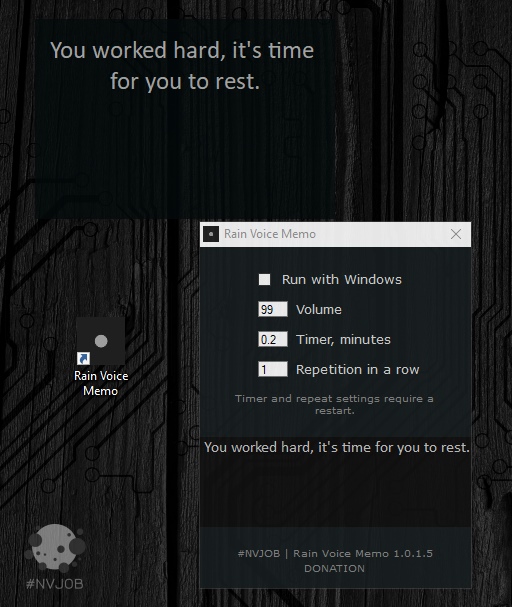 You worked hard, it's time
for you to rest.
Rain Voice Memo
Run with Windows
99 Volume
0.2 Timer, minutes
1 Repetition in a row
Timer and repeat settings require a
restart.
Rain Voice
Memo
You worked hard, it's time for you to rest.
#NVJOB | Rain Voice Memo 1.0.1.5
DONATION
#NVJOB